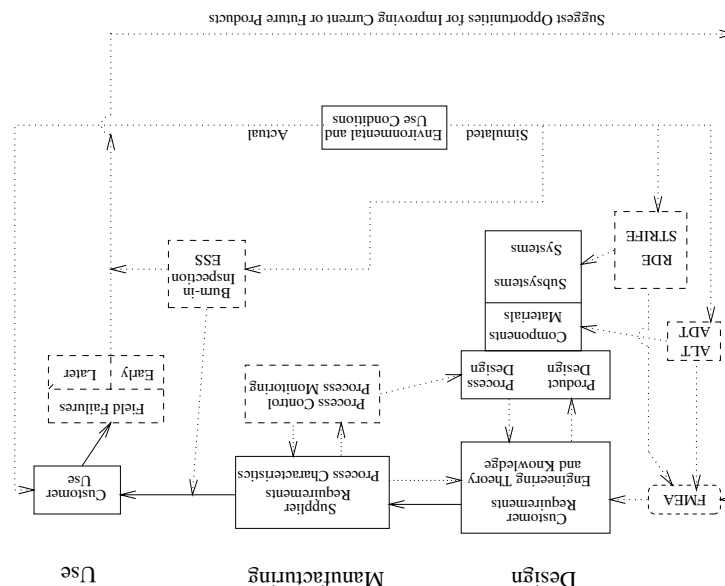 Design
Manufacturing
Use
FMEA
Customer
Requirements
Engineering Theory
and Knowledge
Supplier
Requirements
Process Characteristics
Customer
Use
Product
Design
Process
Design
Process Control
Process Monitoring
Field Failures
Early
Later
ALT
ADT
Components
Materials
Subsystems
Systems
RDE
STRIFE
Burn-in
Inspection
ESS
Simulated
Environmental and
Use Conditions
Actual
Suggest Opportunities for Improving Current or Future Products